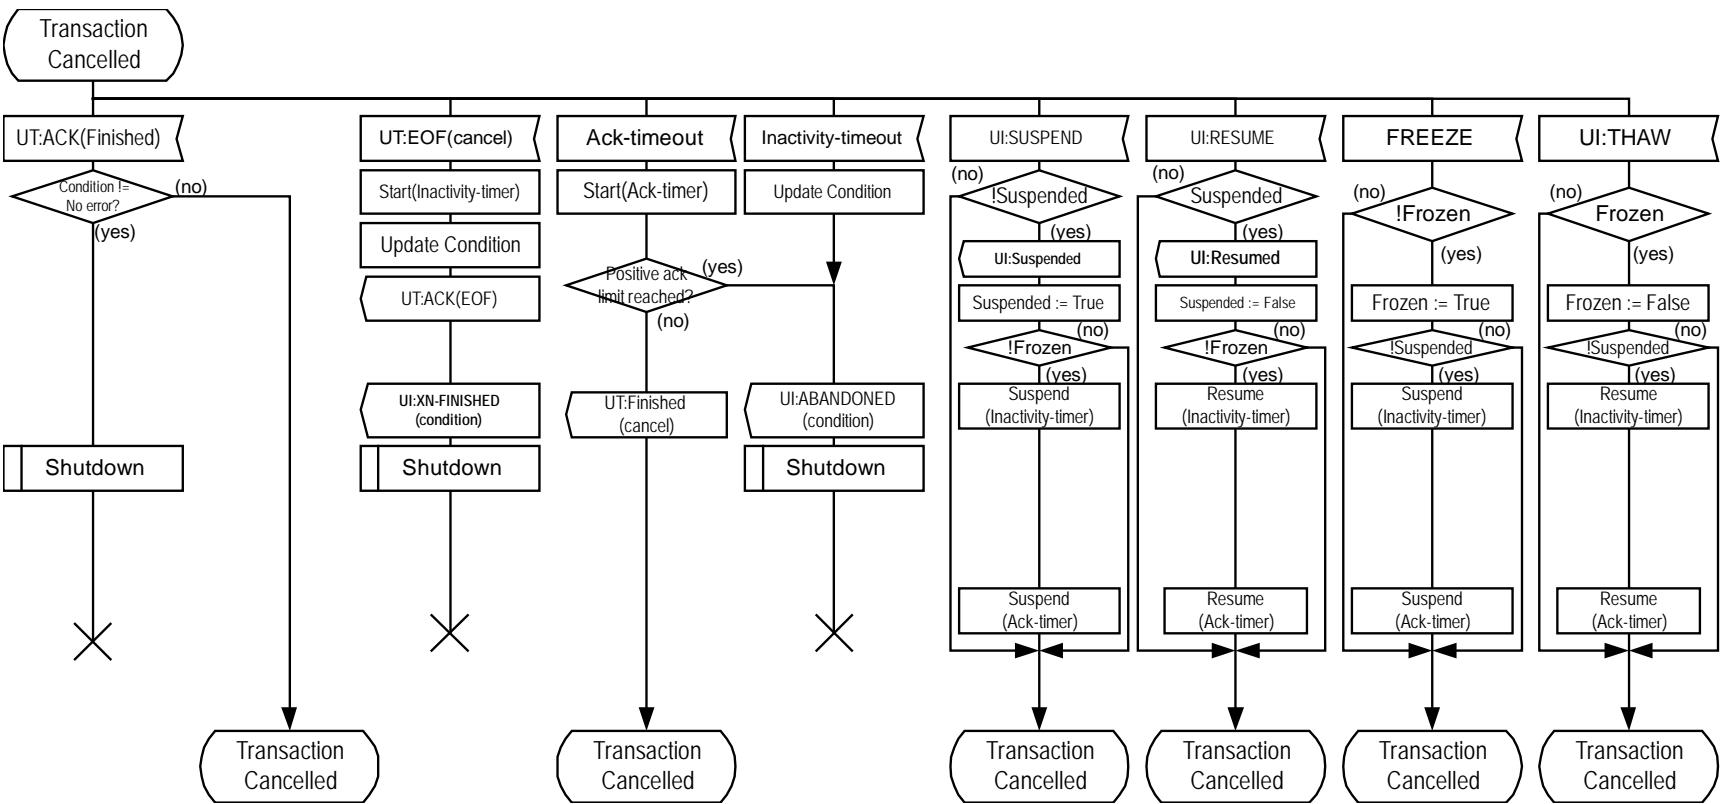 Transaction
Cancelled
UT:ACK(Finished)
Condition !=
No error?
(no)
(yes)
Shutdown
Transaction
Cancelled
UT:EOF(cancel)
Start(Inactivity-timer)
Update Condition
UT:ACK(EOF)
UI:XN-FINISHED
(condition)
Shutdown
Ack-timeout
Start(Ack-timer)
Positive ack
limit reached?
(yes)
(no)
UT:Finished
(cancel)
Transaction
Cancelled
Inactivity-timeout
Update Condition
UI:ABANDONED
(condition)
Shutdown
UI:SUSPEND
(no)
!Suspended
(yes)
UI:Suspended
Suspended := True
(no)
!Frozen
(yes)
Suspend
(Inactivity-timer)
Suspend
(Ack-timer)
Transaction
Cancelled
UI:RESUME
(no)
Suspended
(yes)
UI:Resumed
Suspended := False
(no)
!Frozen
(yes)
Resume
(Inactivity-timer)
Resume
(Ack-timer)
Transaction
Cancelled
FREEZE
(no)
!Frozen
(yes)
Frozen := True
(no)
!Suspended
(yes)
Suspend
(Inactivity-timer)
Suspend
(Ack-timer)
Transaction
Cancelled
UI:THAW
(no)
Frozen
(yes)
Frozen := False
(no)
!Suspended
(yes)
Resume
(Inactivity-timer)
Resume
(Ack-timer)
Transaction
Cancelled